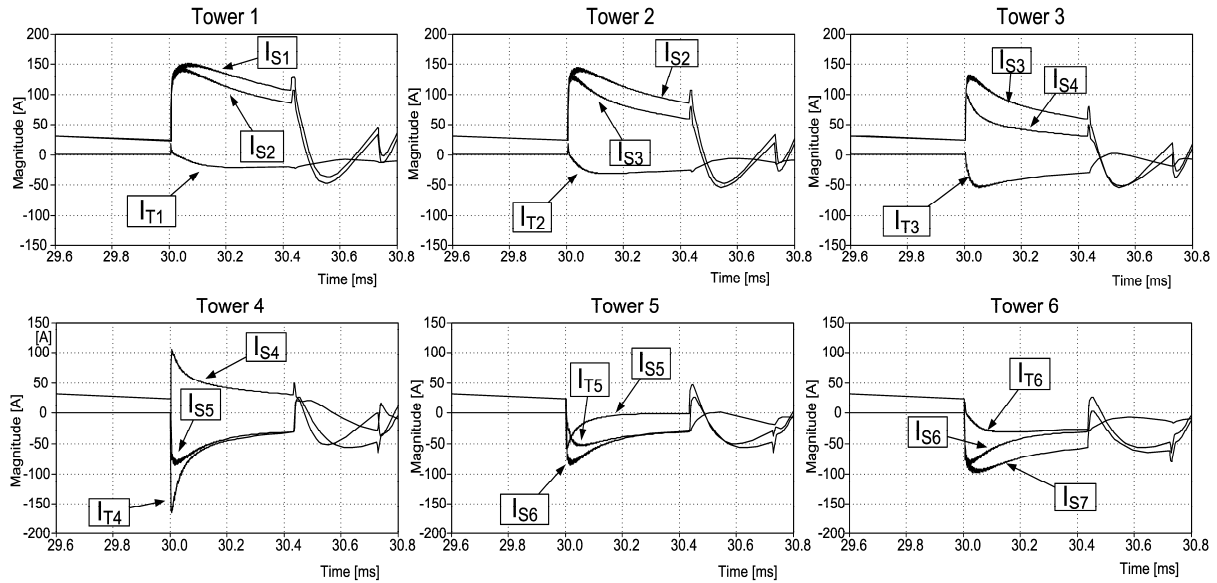 Tower 1
Magnitude [A]
200
150
100
50
0
-50
-100
-150
29.6
29.8
30.0
30.2
30.4
30.6
30.8
Time [ms]
IS1
IS2
IT1
Tower 2
Magnitude [A]
200
150
100
50
0
-50
-100
-150
29.6
29.8
30.0
30.2
30.4
30.6
30.8
Time [ms]
IS2
IS3
IT2
Tower 3
Magnitude [A]
200
150
100
50
0
-50
-100
-150
29.6
29.8
30.0
30.2
30.4
30.6
30.8
Time [ms]
IS3
IS4
IT3
Tower 4
[A]
Magnitude [A]
150
100
50
0
-50
-100
-150
-200
29.6
29.8
30.0
30.2
30.4
30.6
30.8
Time [ms]
IS4
IS5
IT4
Tower 5
Magnitude [A]
150
100
50
0
-50
-100
-150
-200
29.6
29.8
30.0
30.2
30.4
30.6
30.8
Time [ms]
IT5
IS5
IS6
Tower 6
Magnitude [A]
150
100
50
0
-50
-100
-150
-200
29.6
29.8
30.0
30.2
30.4
30.6
30.8
Time [ms]
IT6
IS6
IS7